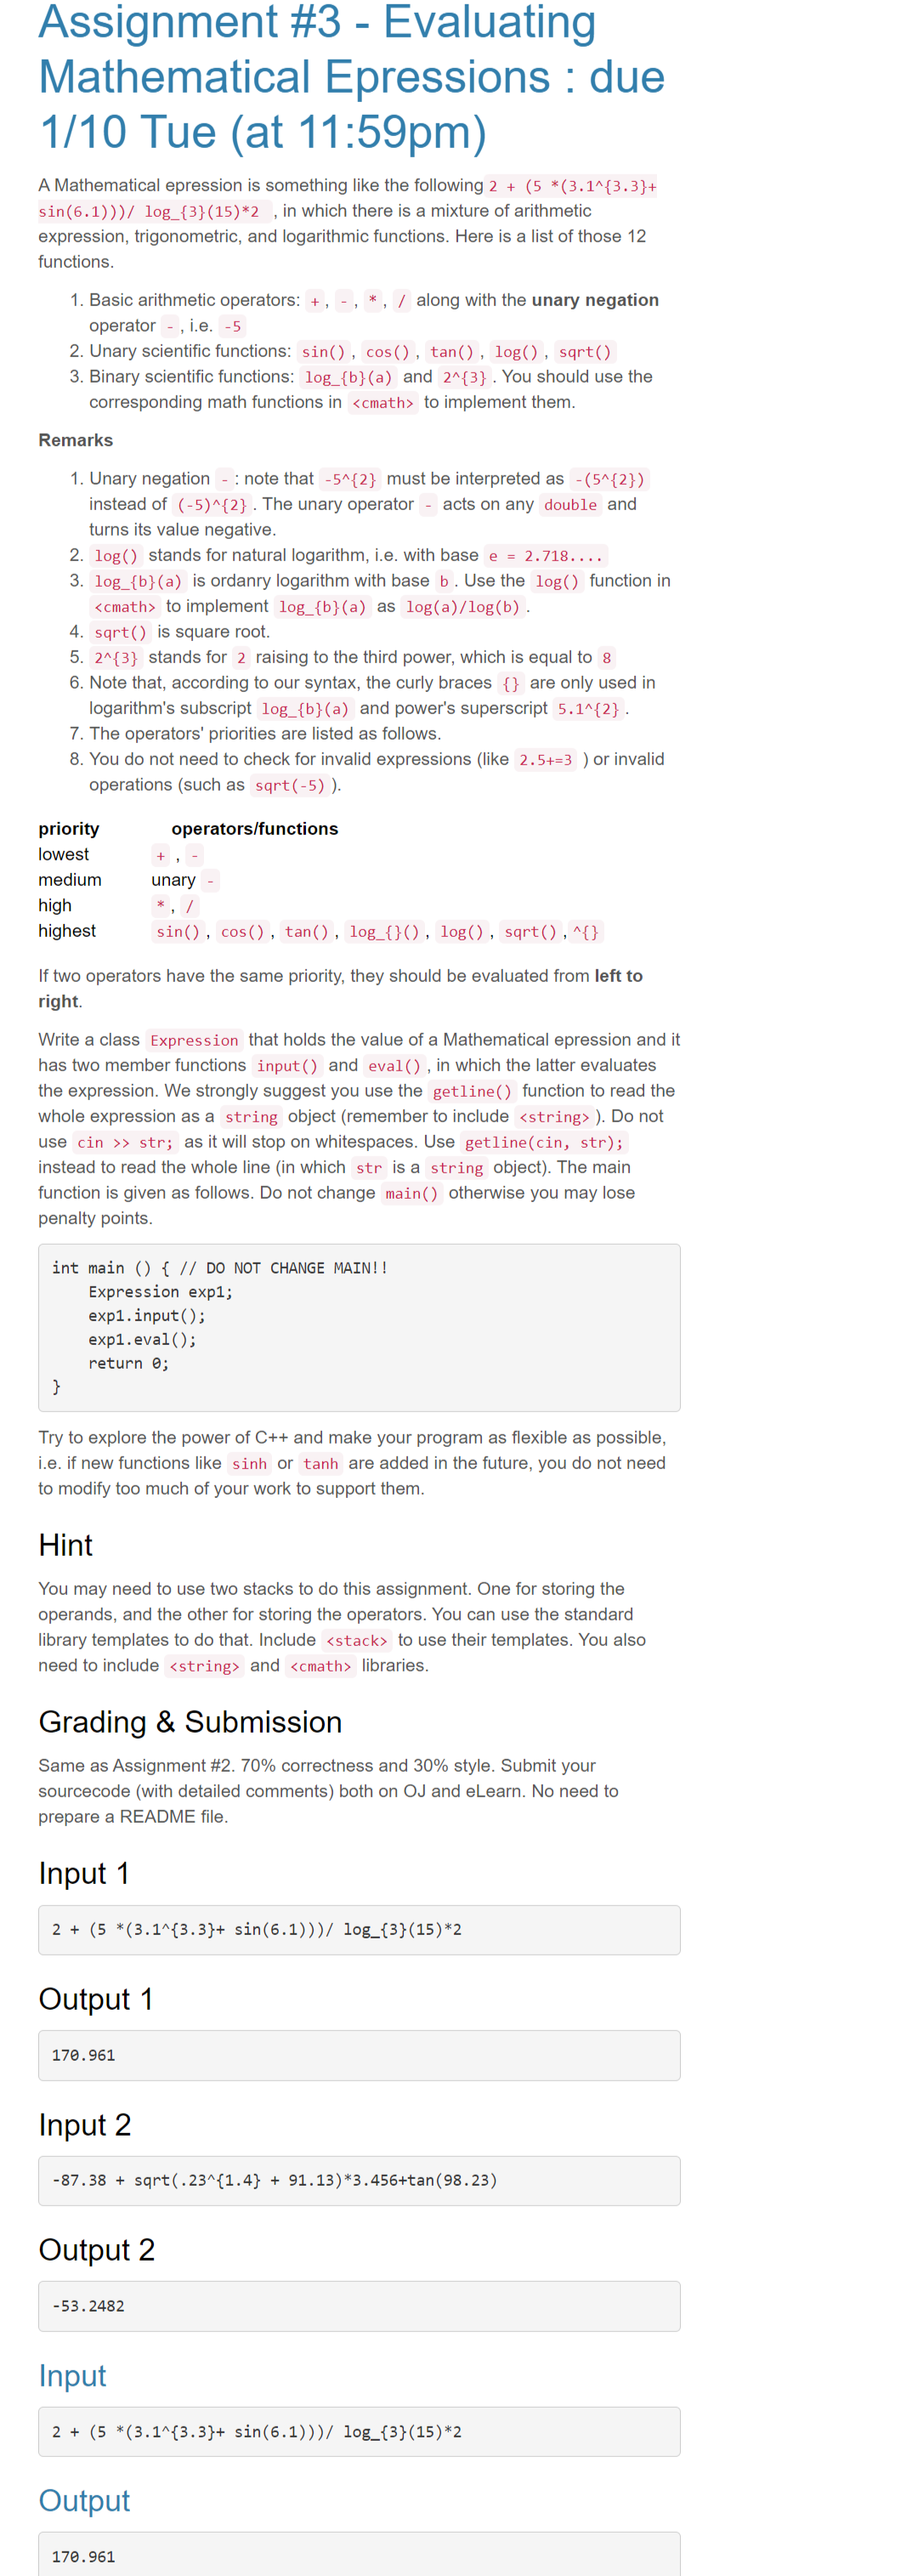 Assignment #3 - Evaluating
Mathematical Epressions : due
1/10 Tue (at 11:59pm)
A Mathematical epression is something like the following 2 + (5 *(3.1^{3.3}+
sin(6.1)))/ log_{3}(15)*2 , in which there is a mixture of arithmetic
expression, trigonometric, and logarithmic functions. Here is a list of those 12
functions.
1. Basic arithmetic operators: + , - , * , / along with the unary negation
operator - , i.e. -5
2. Unary scientific functions: sin() , cos() , tan() , log() , sqrt()
3. Binary scientific functions: log_{b}(a) and 2^{3} . You should use the
corresponding math functions in <cmath> to implement them.
Remarks
1. Unary negation - : note that -5^{2} must be interpreted as -(5^{2})
instead of (-5)^{2} . The unary operator - acts on any double and
turns its value negative.
2. log() stands for natural logarithm, i.e. with base e = 2.718....
3. log_{b}(a) is ordanry logarithm with base b . Use the log() function in
<cmath> to implement log_{b}(a) as log(a)/log(b) .
4. sqrt() is square root.
5. 2^{3} stands for 2 raising to the third power, which is equal to 8
6. Note that, according to our syntax, the curly braces {} are only used in
logarithm's subscript log_{b}(a) and power's superscript 5.1^{2} .
7. The operators' priorities are listed as follows.
8. You do not need to check for invalid expressions (like 2.5+=3 ) or invalid
operations (such as sqrt(-5) ).
priority operators/functions
lowest + , -
medium unary -
high * , /
highest sin() , cos() , tan() , log_{}() , log() , sqrt() , ^{}
If two operators have the same priority, they should be evaluated from left to
right.
Write a class Expression that holds the value of a Mathematical epression and it
has two member functions input() and eval() , in which the latter evaluates
the expression. We strongly suggest you use the getline() function to read the
whole expression as a string object (remember to include <string> ). Do not
use cin >> str; as it will stop on whitespaces. Use getline(cin, str);
instead to read the whole line (in which str is a string object). The main
function is given as follows. Do not change main() otherwise you may lose
penalty points.
int main () { // DO NOT CHANGE MAIN!!
Expression exp1;
exp1.input();
exp1.eval();
return 0;
}
Try to explore the power of C++ and make your program as flexible as possible,
i.e. if new functions like sinh or tanh are added in the future, you do not need
to modify too much of your work to support them.
Hint
You may need to use two stacks to do this assignment. One for storing the
operands, and the other for storing the operators. You can use the standard
library templates to do that. Include <stack> to use their templates. You also
need to include <string> and <cmath> libraries.
Grading & Submission
Same as Assignment #2. 70% correctness and 30% style. Submit your
sourcecode (with detailed comments) both on OJ and eLearn. No need to
prepare a README file.
Input 1
2 + (5 *(3.1^{3.3}+ sin(6.1)))/ log_{3}(15)*2
Output 1
170.961
Input 2
-87.38 + sqrt(.23^{1.4} + 91.13)*3.456+tan(98.23)
Output 2
-53.2482
Input
2 + (5 *(3.1^{3.3}+ sin(6.1)))/ log_{3}(15)*2
Output
170.961